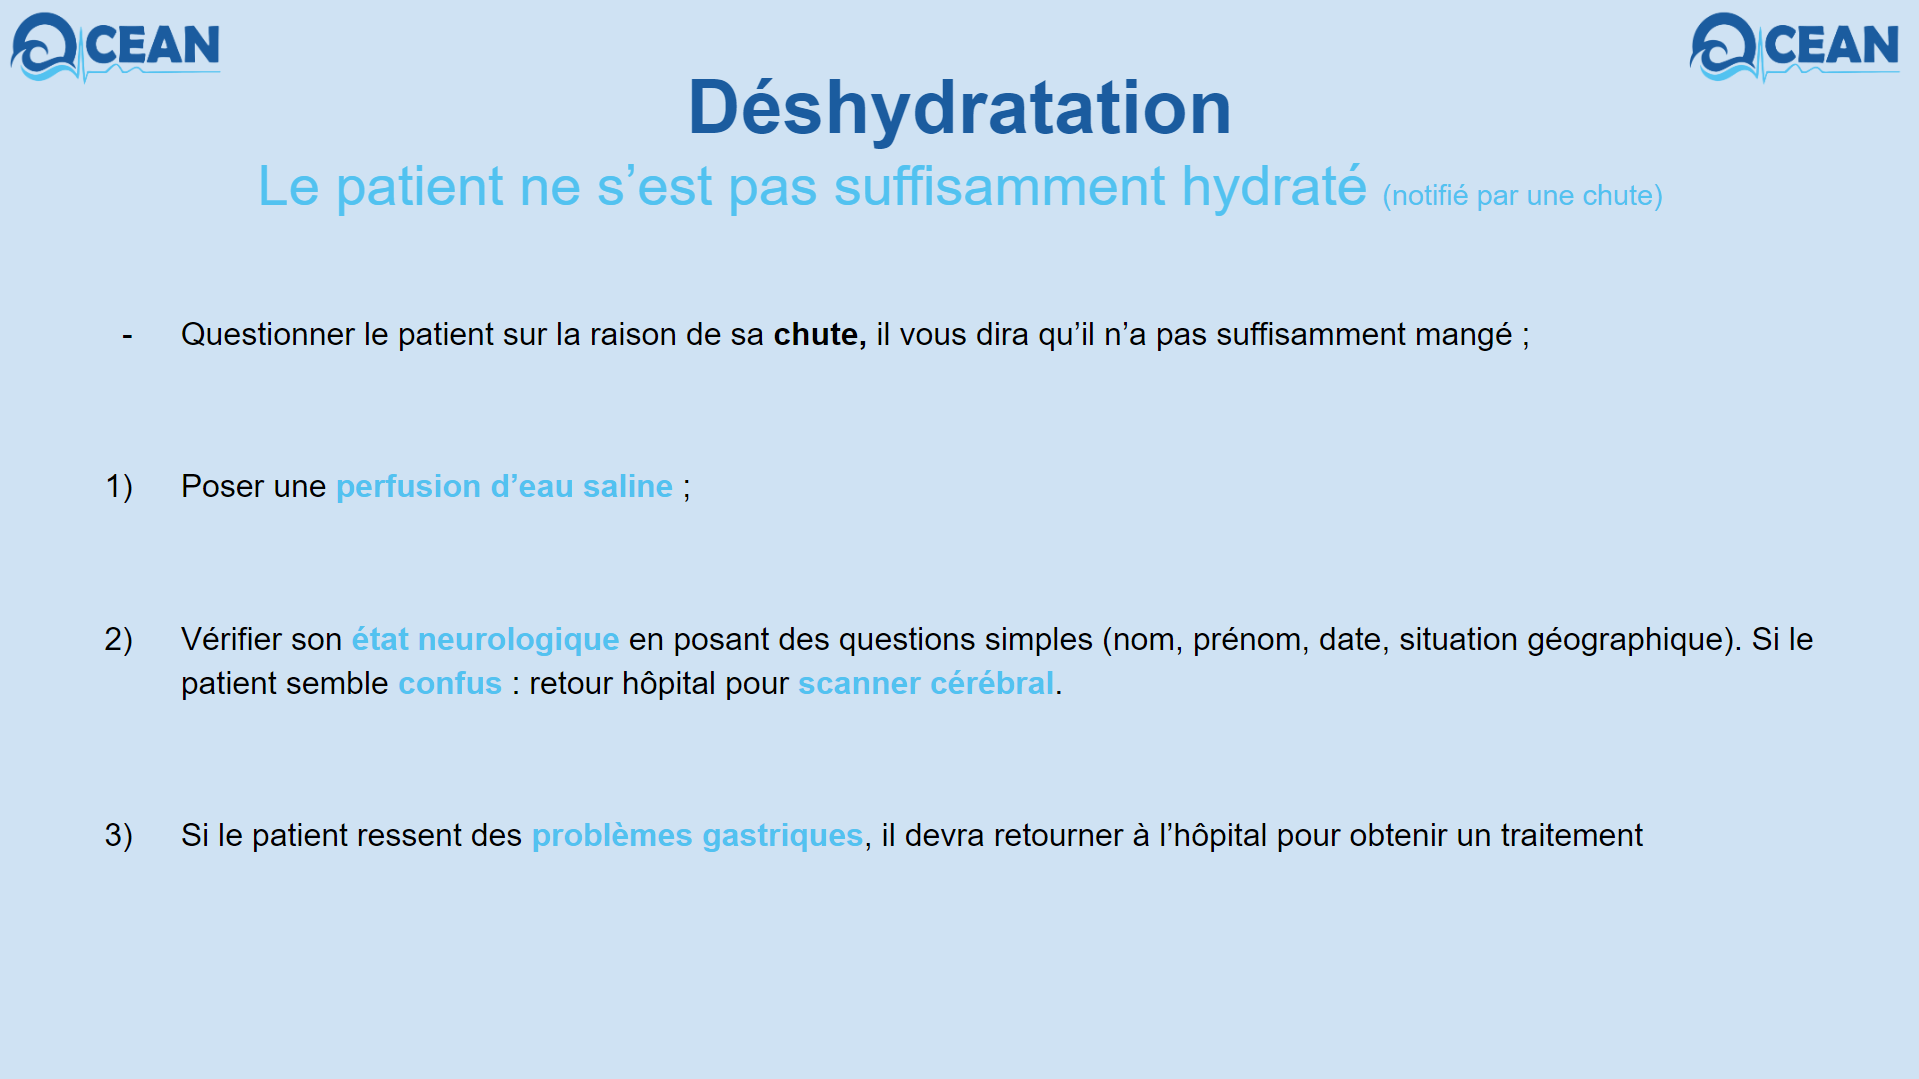 OCEAN
OCEAN
Déshydratation
Le patient ne s’est pas suffisamment hydraté (notifié par une chute)
- Questionner le patient sur la raison de sa chute, il vous dira qu’il n’a pas suffisamment mangé ;
1) Poser une perfusion d’eau saline ;
2) Vérifier son état neurologique en posant des questions simples (nom, prénom, date, situation géographique). Si le
patient semble confus : retour hôpital pour scanner cérébral.
3) Si le patient ressent des problèmes gastriques, il devra retourner à l’hôpital pour obtenir un traitement